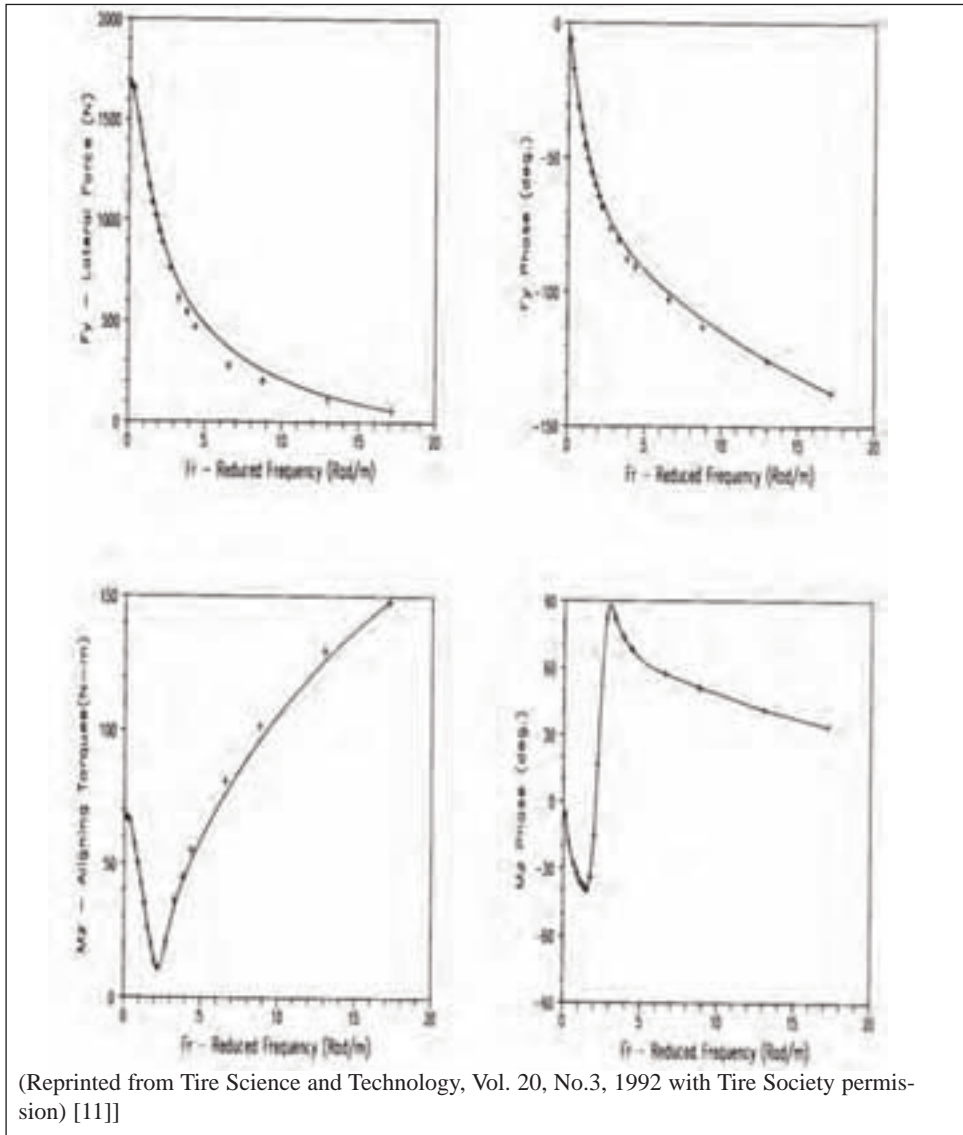 2000
1500
1000
500
0
Fy – Lateral Force (N)
0 5 10 15 20
Fr – Reduced Frequency (Rad/m)
0
-50
-100
-150
Fy Phase (deg.)
0 5 10 15 20
Fr – Reduced Frequency (Rad/m)
150
100
50
0
Mz – Aligning Torques(N-m)
0 5 10 15 20
Fr – Reduced Frequency (Rad/m)
30
0
-30
Mz Phase (deg.)
0 5 10 15 20
Fr – Reduced Frequency (Rad/m)
(Reprinted from Tire Science and Technology, Vol. 20, No.3, 1992 with Tire Society permis-
sion) [11]]